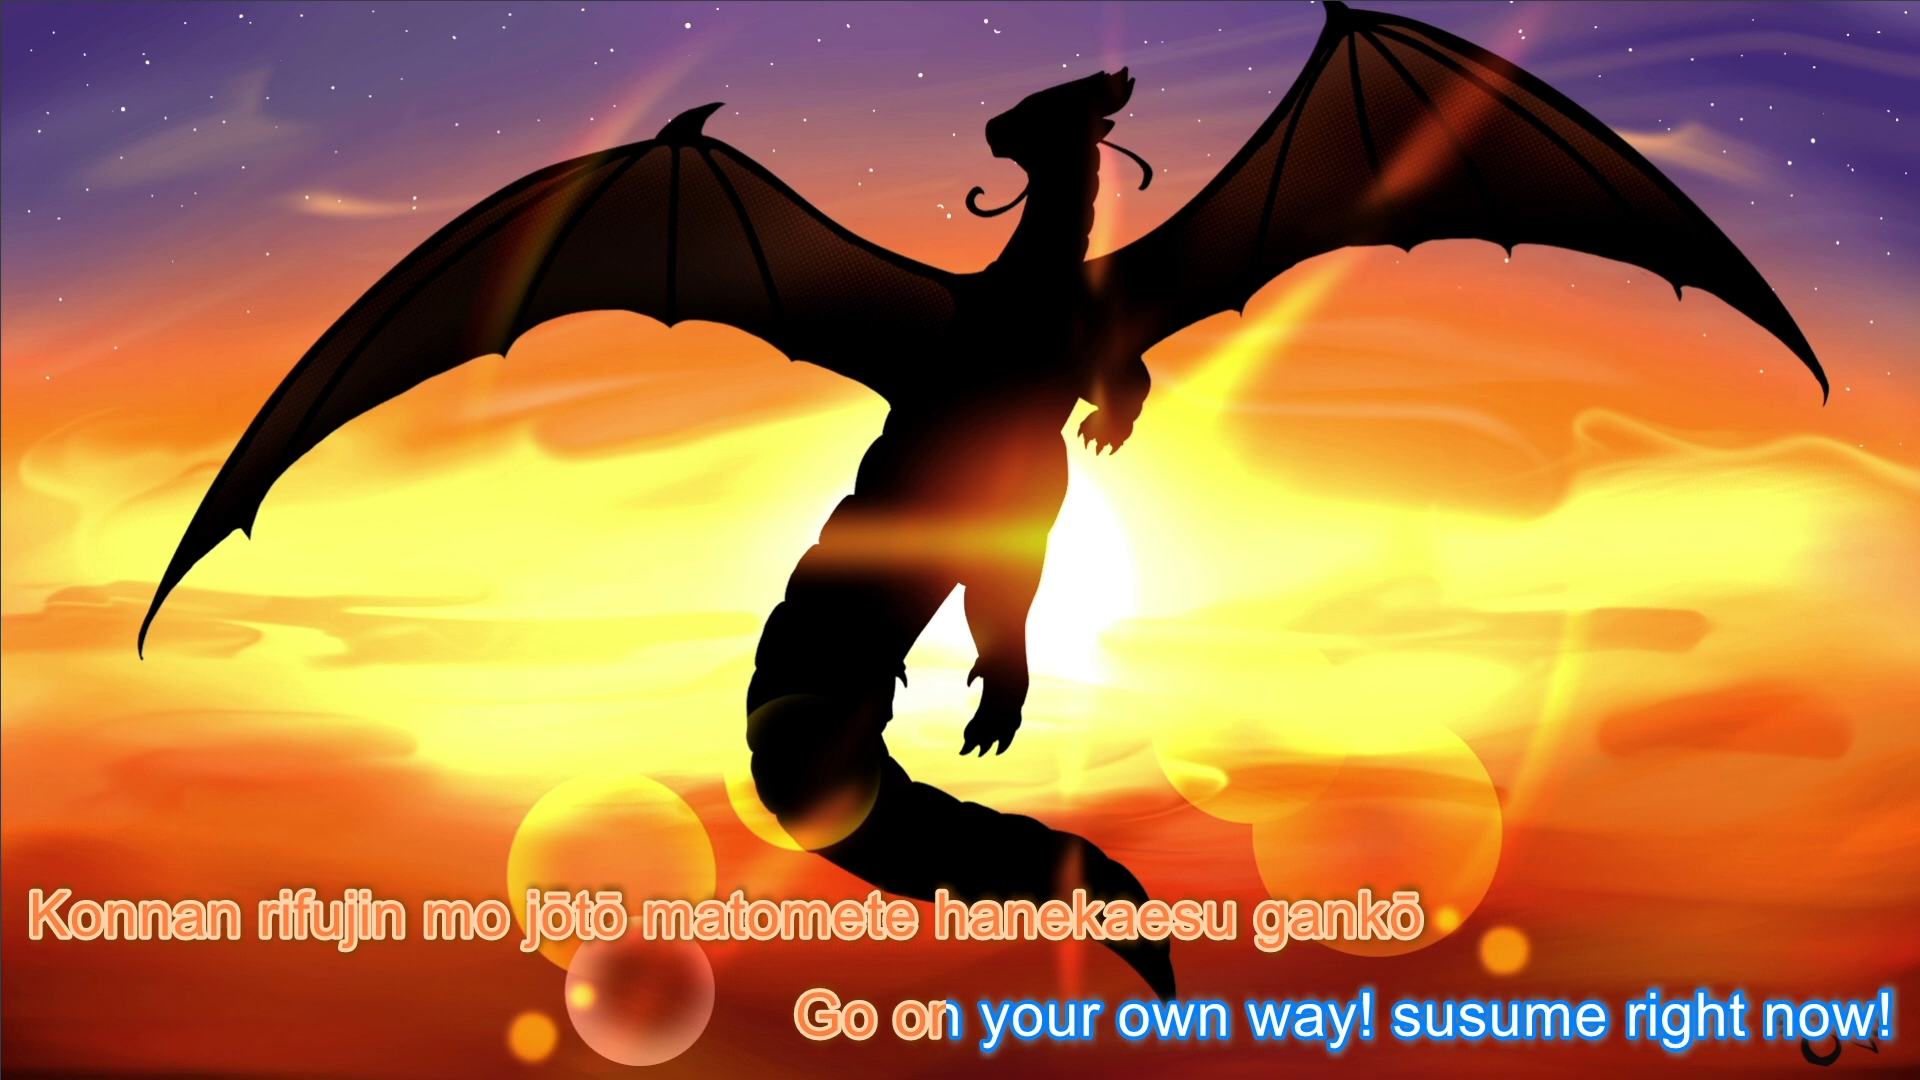 Konnan rifujin mo jōtō matomete hanekaesu gankō
Go on your own way! susume right now!